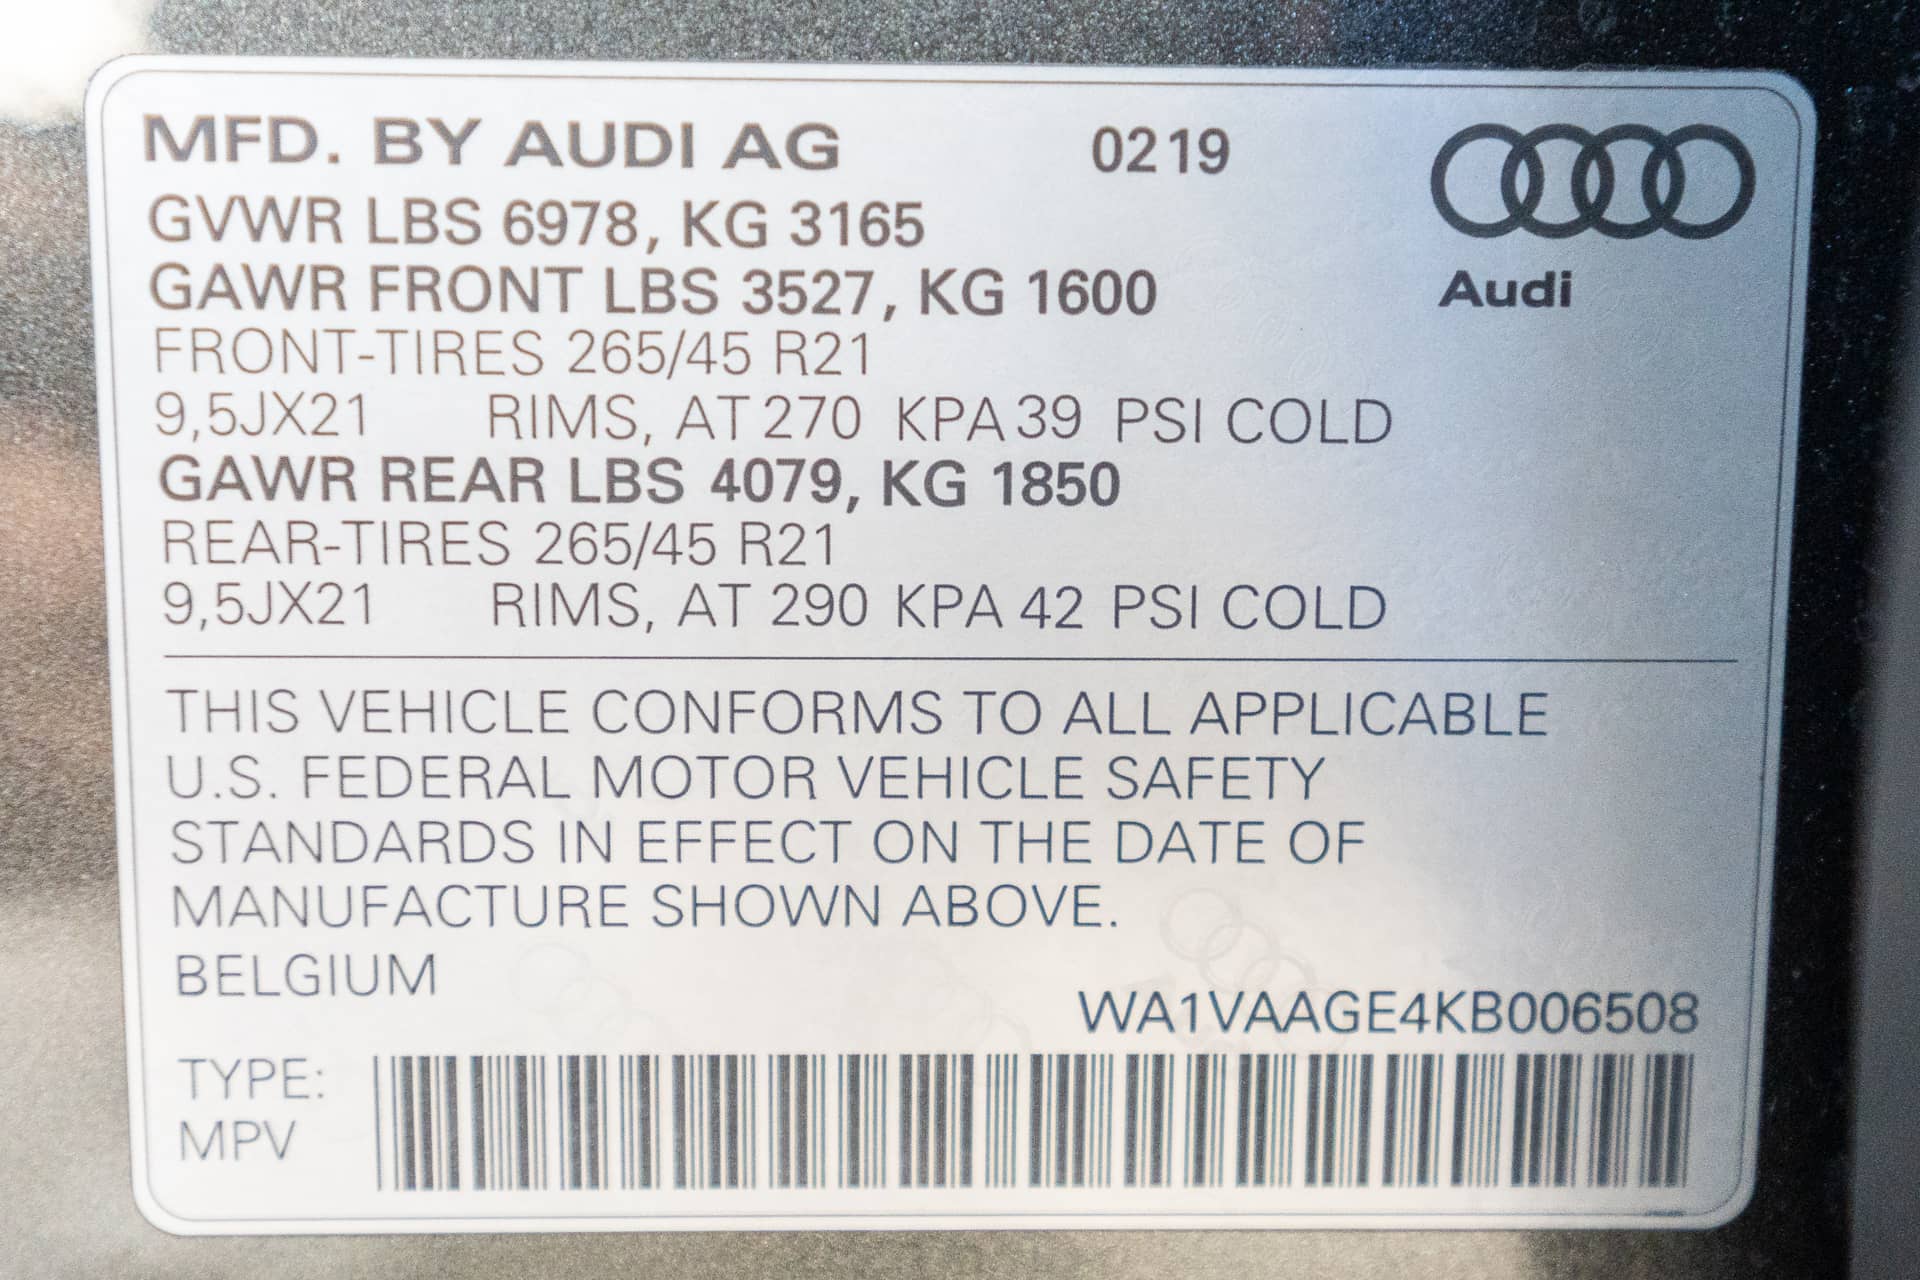 MFD. BY AUDI AG 0219
GVWR LBS 6978, KG 3165
GAWR FRONT LBS 3527, KG 1600
Audi
FRONT-TIRES 265/45 R21
9,5JX21 RIMS, AT 270 KPA 39 PSI COLD
GAWR REAR LBS 4079, KG 1850
REAR-TIRES 265/45 R21
9,5JX21 RIMS, AT 290 KPA 42 PSI COLD
THIS VEHICLE CONFORMS TO ALL APPLICABLE
U.S. FEDERAL MOTOR VEHICLE SAFETY
STANDARDS IN EFFECT ON THE DATE OF
MANUFACTURE SHOWN ABOVE.
BELGIUM
WA1VAAGE4KB006508
TYPE:
MPV